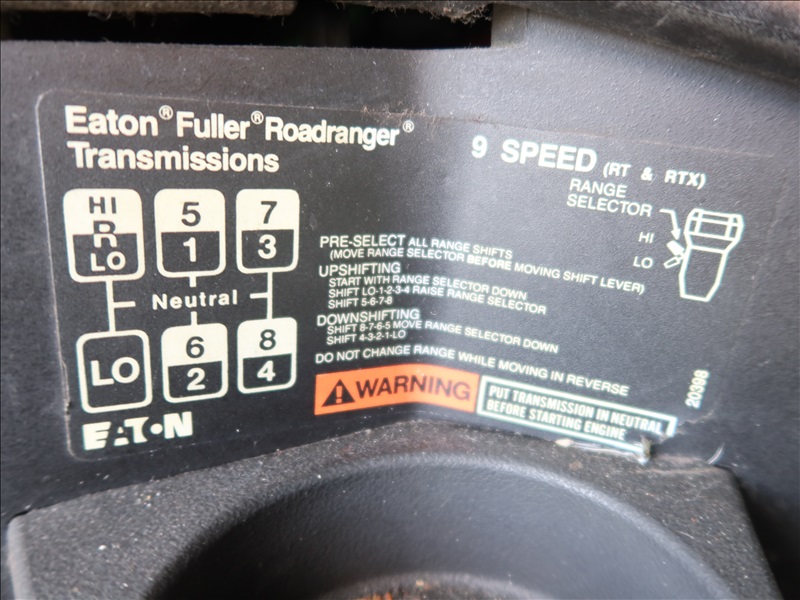 Eaton® Fuller® Roadranger®
Transmissions
9 SPEED (RT & RTX)
RANGE
SELECTOR
HI
LO
HI
R
LO
5
1
7
3
Neutral
LO
6
2
8
4
PRE-SELECT ALL RANGE SHIFTS
(MOVE RANGE SELECTOR BEFORE MOVING SHIFT LEVER)
UPSHIFTING
START WITH RANGE SELECTOR DOWN
SHIFT LO-1-2-3-4 RAISE RANGE SELECTOR
SHIFT 5-6-7-8
DOWNSHIFTING
SHIFT 8-7-6-5 MOVE RANGE SELECTOR DOWN
SHIFT 4-3-2-1-LO
DO NOT CHANGE RANGE WHILE MOVING IN REVERSE
WARNING
PUT TRANSMISSION IN NEUTRAL
BEFORE STARTING ENGINE
20398
EATON